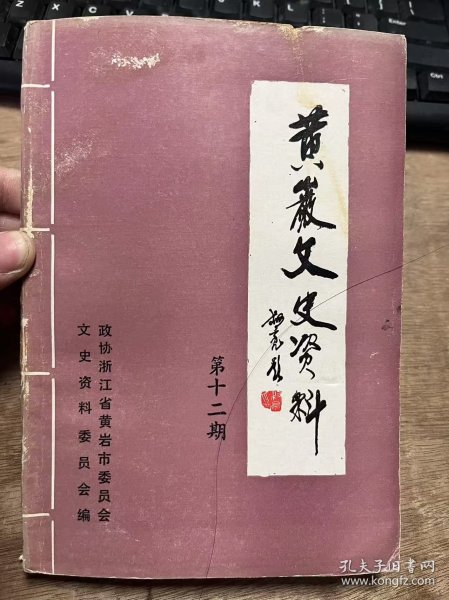 黄巖文史资料
第十二期
政协浙江省黄岩市委员会
文史资料委员会编
孔夫子旧书网
www.kongfz.com